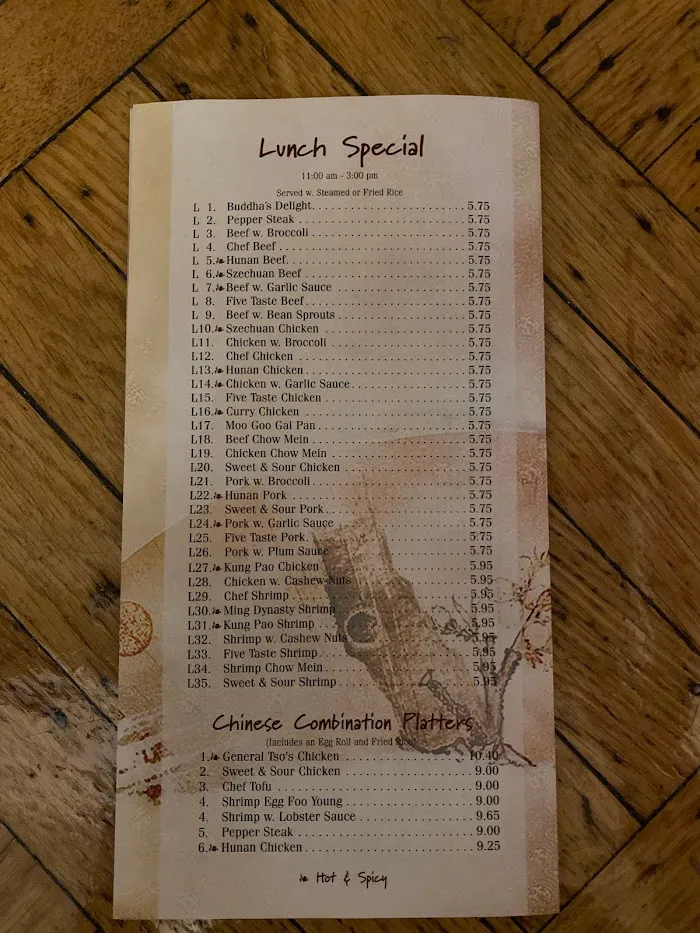 Lunch Special
11:00 am - 3:00 pm
Served w. Steamed or Fried Rice
L 1. Buddha's Delight. 5.75
L 2. Pepper Steak 5.75
L 3. Beef w. Broccoli 5.75
L 4. Chef Beef 5.75
L 5. Hunan Beef. 5.75
L 6. Szechuan Beef 5.75
L 7. Beef w. Garlic Sauce 5.75
L 8. Five Taste Beef 5.75
L 9. Beef w. Bean Sprouts 5.75
L10. Szechuan Chicken 5.75
L11. Chicken w. Broccoli 5.75
L12. Chef Chicken 5.75
L13. Hunan Chicken 5.75
L14. Chicken w. Garlic Sauce 5.75
L15. Five Taste Chicken 5.75
L16. Curry Chicken 5.75
L17. Moo Goo Gai Pan 5.75
L18. Beef Chow Mein 5.75
L19. Chicken Chow Mein 5.75
L20. Sweet & Sour Chicken 5.75
L21. Pork w. Broccoli 5.75
L22. Hunan Pork 5.75
L23. Sweet & Sour Pork 5.75
L24. Pork w. Garlic Sauce 5.75
L25. Five Taste Pork 5.75
L26. Pork w. Plum Sauce 5.75
L27. Kung Pao Chicken 5.95
L28. Chicken w. Cashew Nuts 5.95
L29. Chef Shrimp 5.95
L30. Ming Dynasty Shrimp 5.95
L31. Kung Pao Shrimp 5.95
L32. Shrimp w. Cashew Nuts 5.95
L33. Five Taste Shrimp 5.95
L34. Shrimp Chow Mein 5.95
L35. Sweet & Sour Shrimp 5.95
Chinese Combination Platters
(Includes an Egg Roll and Fried Rice)
1. General Tso's Chicken 10.40
2. Sweet & Sour Chicken 9.00
3. Chef Tofu 9.00
4. Shrimp Egg Foo Young 9.00
4. Shrimp w. Lobster Sauce 9.65
5. Pepper Steak 9.00
6. Hunan Chicken 9.25
Hot & Spicy